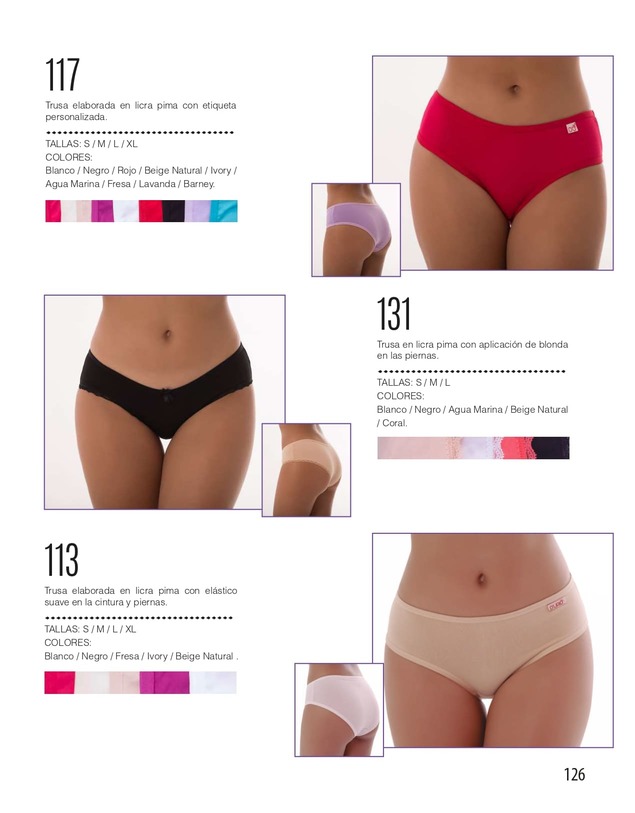 117
Trusa elaborada en licra pima con etiqueta
personalizada.
TALLAS: S / M / L / XL
COLORES:
Blanco / Negro / Rojo / Beige Natural / Ivory /
Agua Marina / Fresa / Lavanda / Barney.
131
Trusa en licra pima con aplicación de blonda
en las piernas.
TALLAS: S / M / L
COLORES:
Blanco / Negro / Agua Marina / Beige Natural
/ Coral.
113
Trusa elaborada en licra pima con elástico
suave en la cintura y piernas.
TALLAS: S / M / L / XL
COLORES:
Blanco / Negro / Fresa / Ivory / Beige Natural .
126